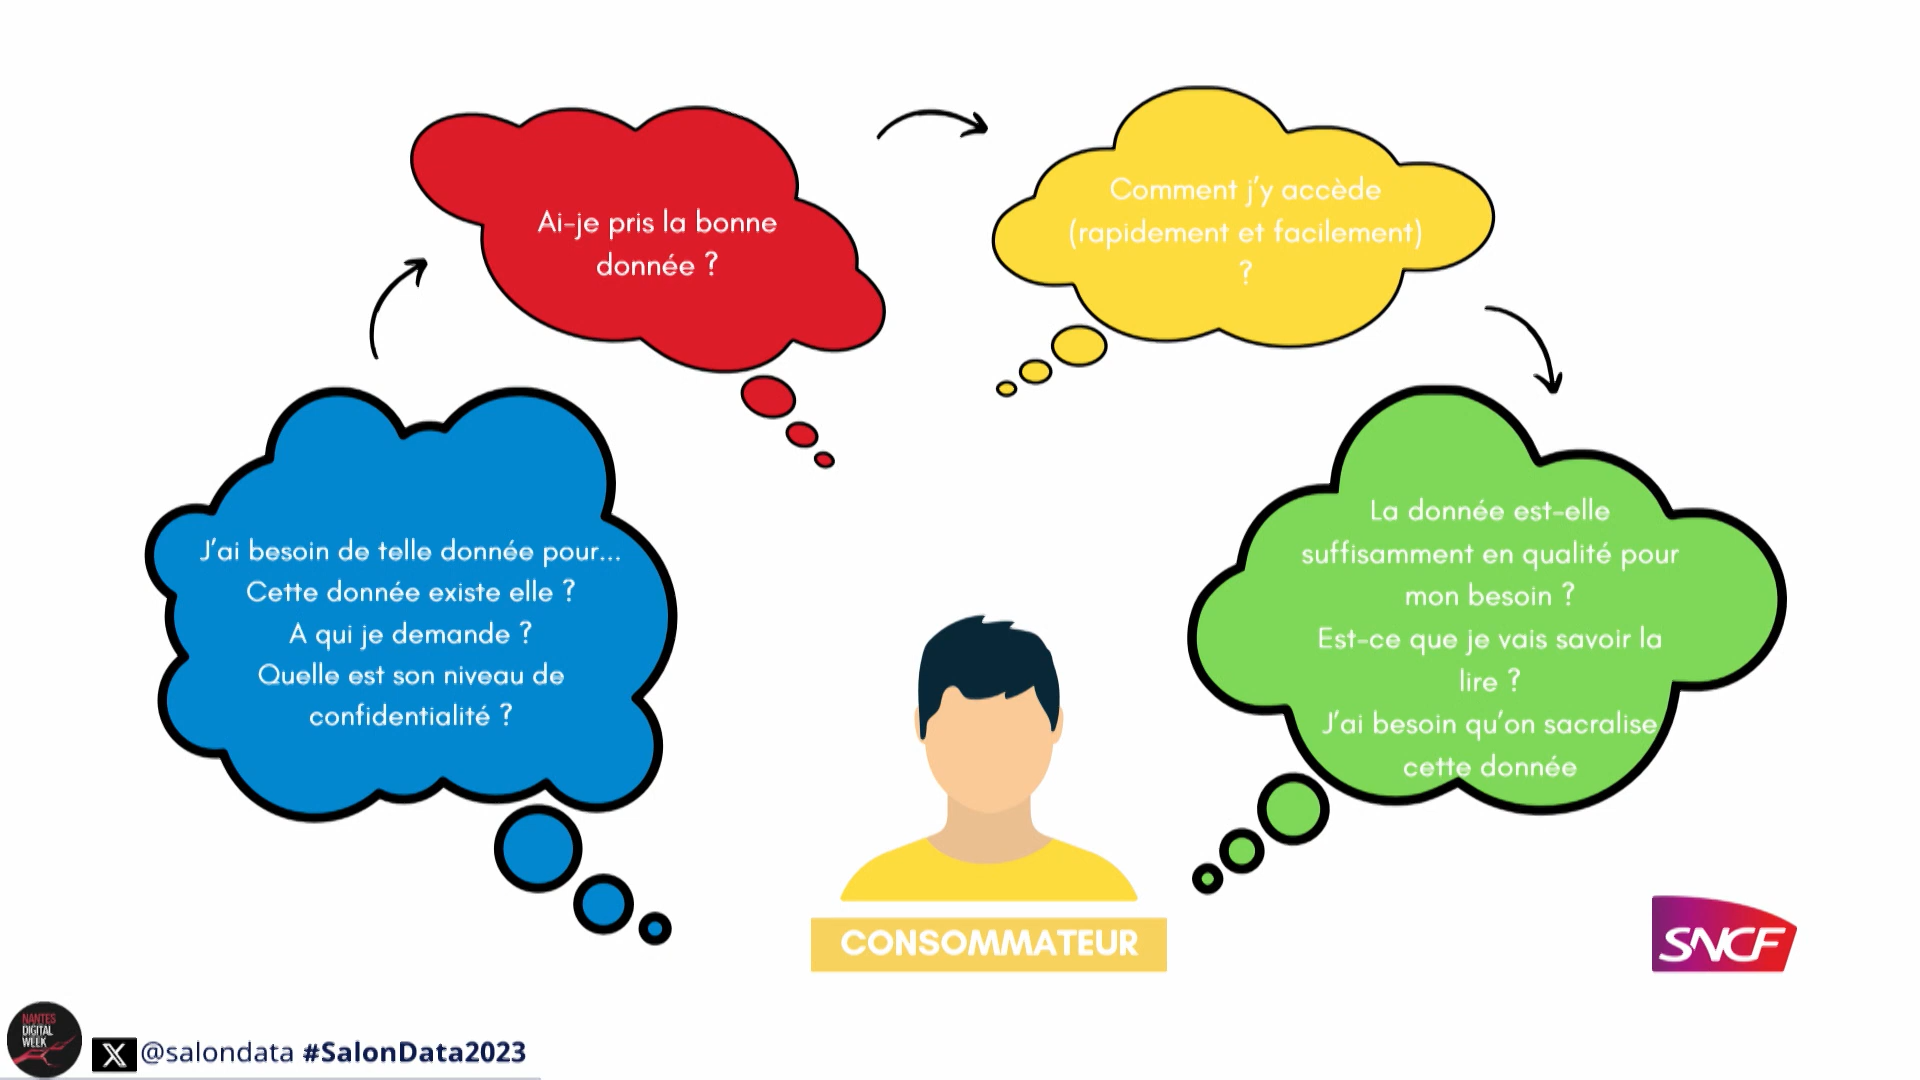 Ai-je pris la bonne
donnée ?
Comment j'y accède
(rapidement et facilement)
?
J'ai besoin de telle donnée pour...
Cette donnée existe elle ?
A qui je demande ?
Quelle est son niveau de
confidentialité ?
La donnée est-elle
suffisamment en qualité pour
mon besoin ?
Est-ce que je vais savoir la
lire ?
J'ai besoin qu'on sacralise
cette donnée
CONSOMMATEUR
SNCF
NANTES
DIGITAL
WEEK
X @salondata #SalonData2023